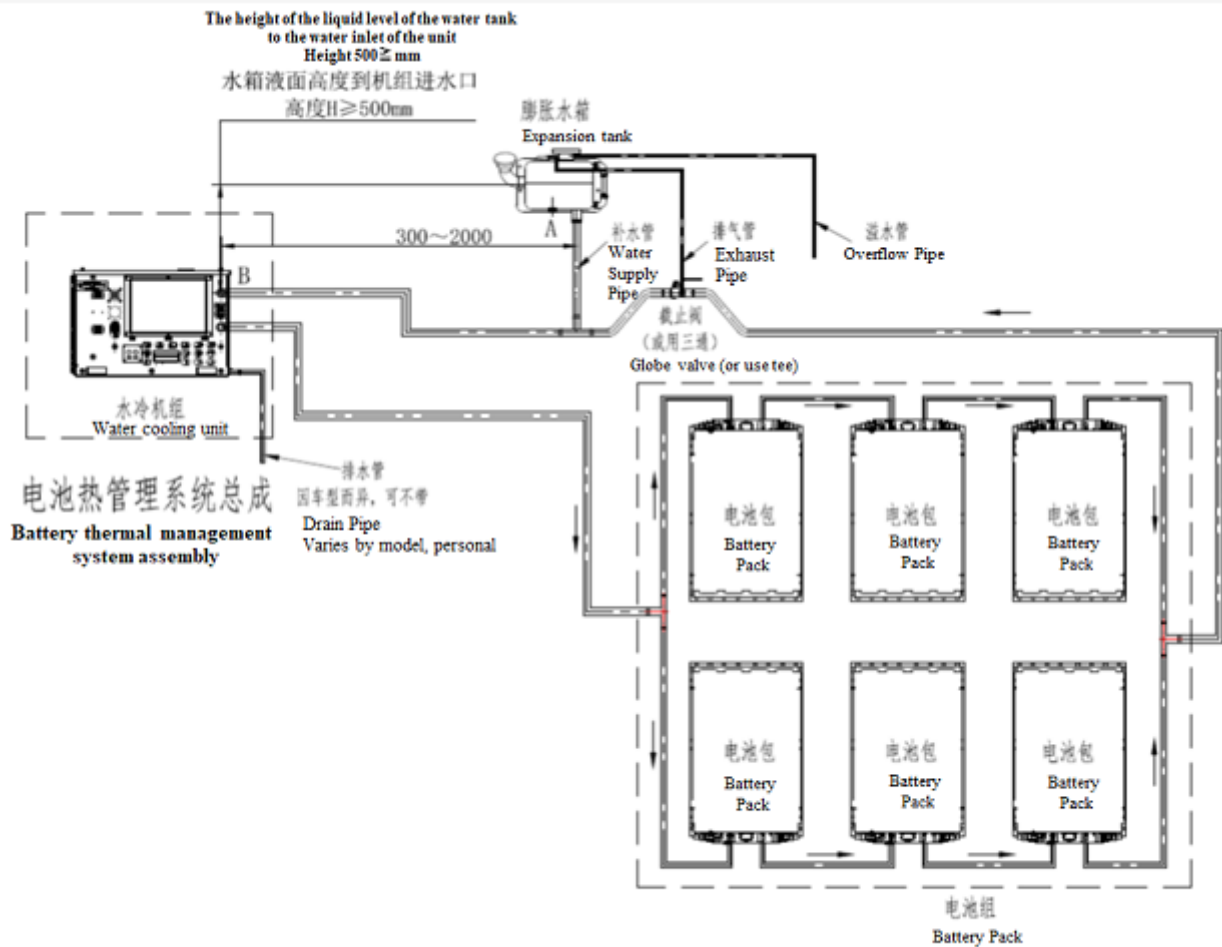 The height of the liquid level of the water tank
to the water inlet of the unit
Height 500≧ mm
水箱液面高度到机组进水口
高度H≥500mm
膨胀水箱
Expansion tank
A
300～2000
B
补水管
Water
Supply
Pipe
排气管
Exhaust
Pipe
溢水管
Overflow Pipe
截止阀
（或用三通）
Globe valve (or use tee)
水冷机组
Water cooling unit
电池热管理系统总成
Battery thermal management
system assembly
排水管
因车型而异，可不带
Drain Pipe
Varies by model, personal
电池包
Battery
Pack
电池包
Battery
Pack
电池包
Battery
Pack
电池包
Battery
Pack
电池包
Battery
Pack
电池包
Battery
Pack
电池组
Battery Pack